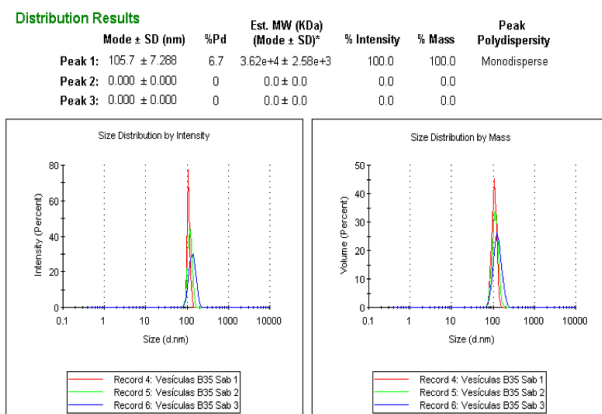 Distribution Results
Mode ± SD (nm) %Pd Est. MW (KDa) (Mode ± SD)* % Intensity % Mass Peak Polydispersity
Peak 1: 105.7 ± 7.288 6.7 3.62e+4 ± 2.58e+3 100.0 100.0 Monodisperse
Peak 2: 0.000 ± 0.000 0 0.0 ± 0.0 0.0 0.0
Peak 3: 0.000 ± 0.000 0 0.0 ± 0.0 0.0 0.0
Size Distribution by Intensity
Intensity (Percent)
80
60
40
20
0
0.1 1 10 100 1000 10000
Size (d.nm)
Record 4: Vesículas B35 Sab 1
Record 5: Vesículas B35 Sab 2
Record 6: Vesículas B35 Sab 3
Size Distribution by Mass
Volume (Percent)
50
40
30
20
10
0
0.1 1 10 100 1000 10000
Size (d.nm)
Record 4: Vesículas B35 Sab 1
Record 5: Vesículas B35 Sab 2
Record 6: Vesículas B35 Sab 3